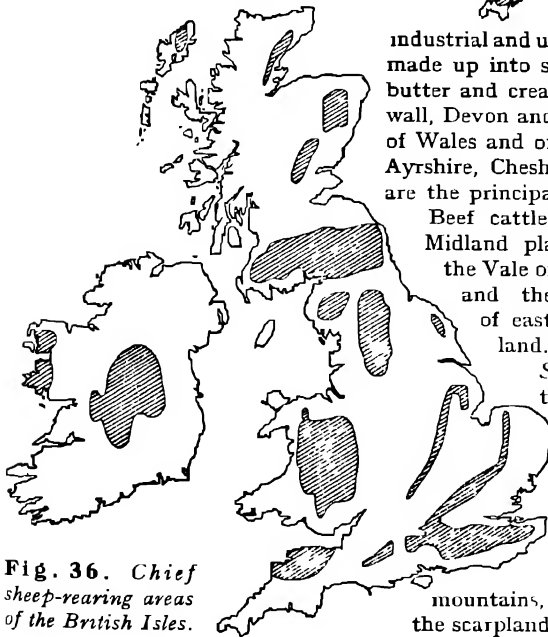 industrial and u
made up into s
butter and crea
wall, Devon and
of Wales and of
Ayrshire, Chesh
are the principa
Beef cattle
Midland pla
the Vale of
and the
of east
land.
S
t
Fig. 36. Chief
sheep-rearing areas
of the British Isles.
mountains,
the scarpland